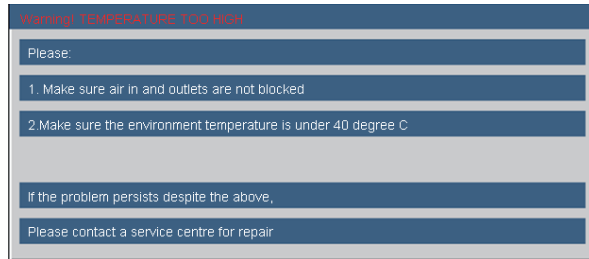 Warning! TEMPERATURE TOO HIGH
Please:
1. Make sure air in and outlets are not blocked
2.Make sure the environment temperature is under 40 degree C
If the problem persists despite the above,
Please contact a service centre for repair